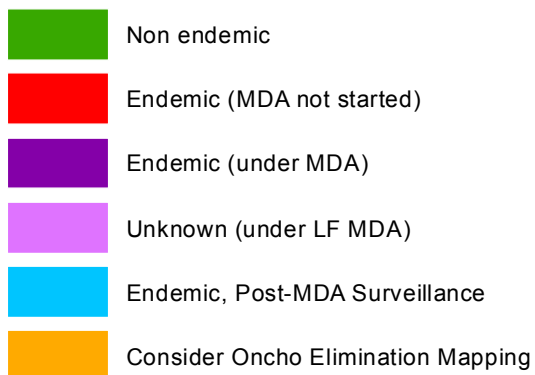 Non endemic
Endemic (MDA not started)
Endemic (under MDA)
Unknown (under LF MDA)
Endemic, Post-MDA Surveillance
Consider Oncho Elimination Mapping